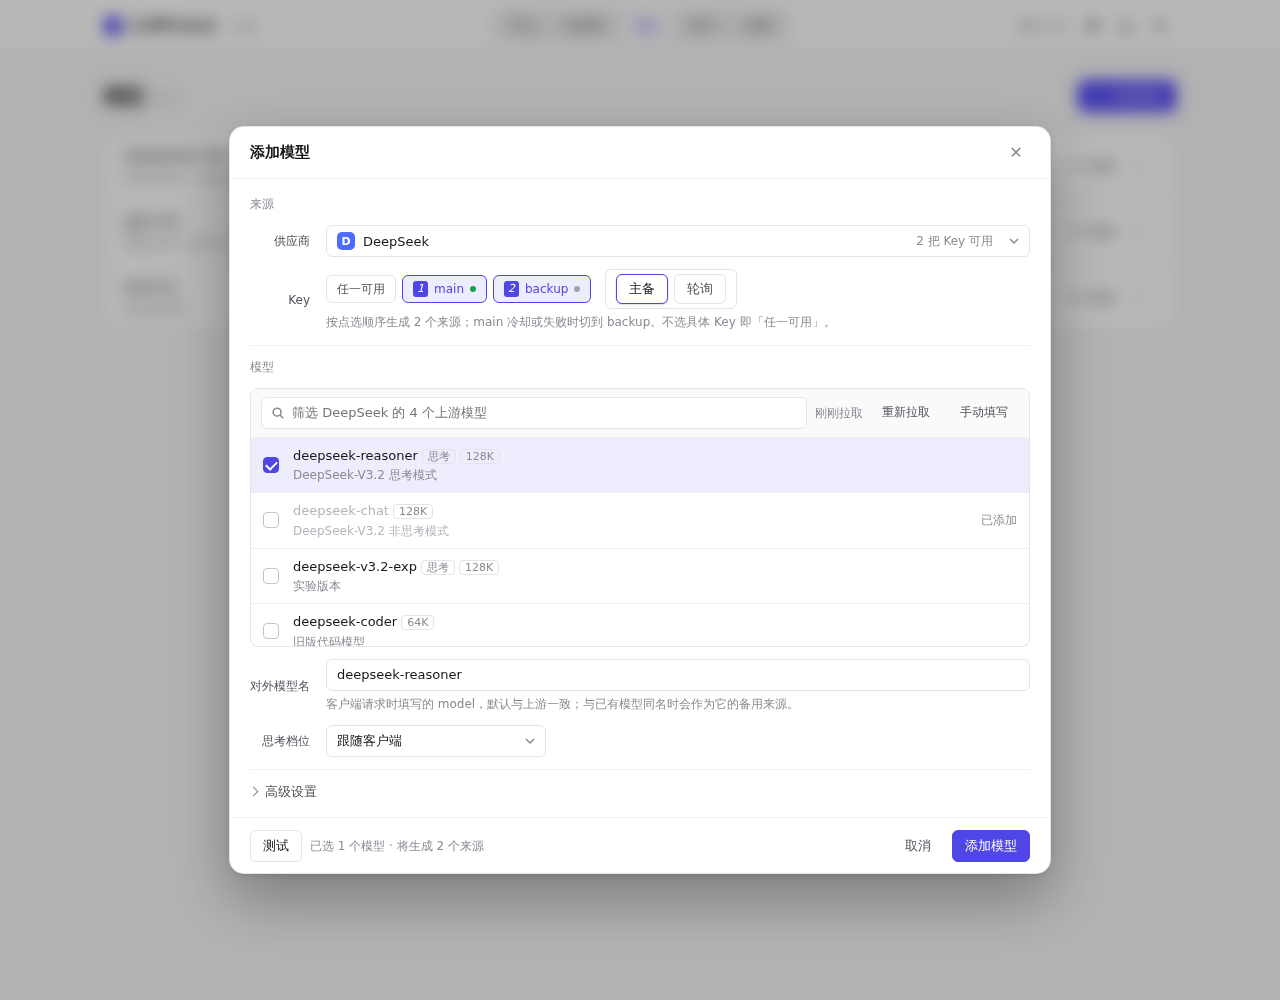 添加模型
来源
供应商 D DeepSeek 2 把 Key 可用
Key 任一可用 1 main 2 backup 主备 轮询
按点选顺序生成 2 个来源；main 冷却或失败时切到 backup。不选具体 Key 即「任一可用」。
模型
筛选 DeepSeek 的 4 个上游模型 刚刚拉取 重新拉取 手动填写
deepseek-reasoner 思考 128K
DeepSeek-V3.2 思考模式
deepseek-chat 128K
DeepSeek-V3.2 非思考模式
已添加
deepseek-v3.2-exp 思考 128K
实验版本
deepseek-coder 64K
旧版代码模型
对外模型名 deepseek-reasoner
客户端请求时填写的 model，默认与上游一致；与已有模型同名时会作为它的备用来源。
思考档位 跟随客户端
高级设置
测试 已选 1 个模型 · 将生成 2 个来源 取消 添加模型